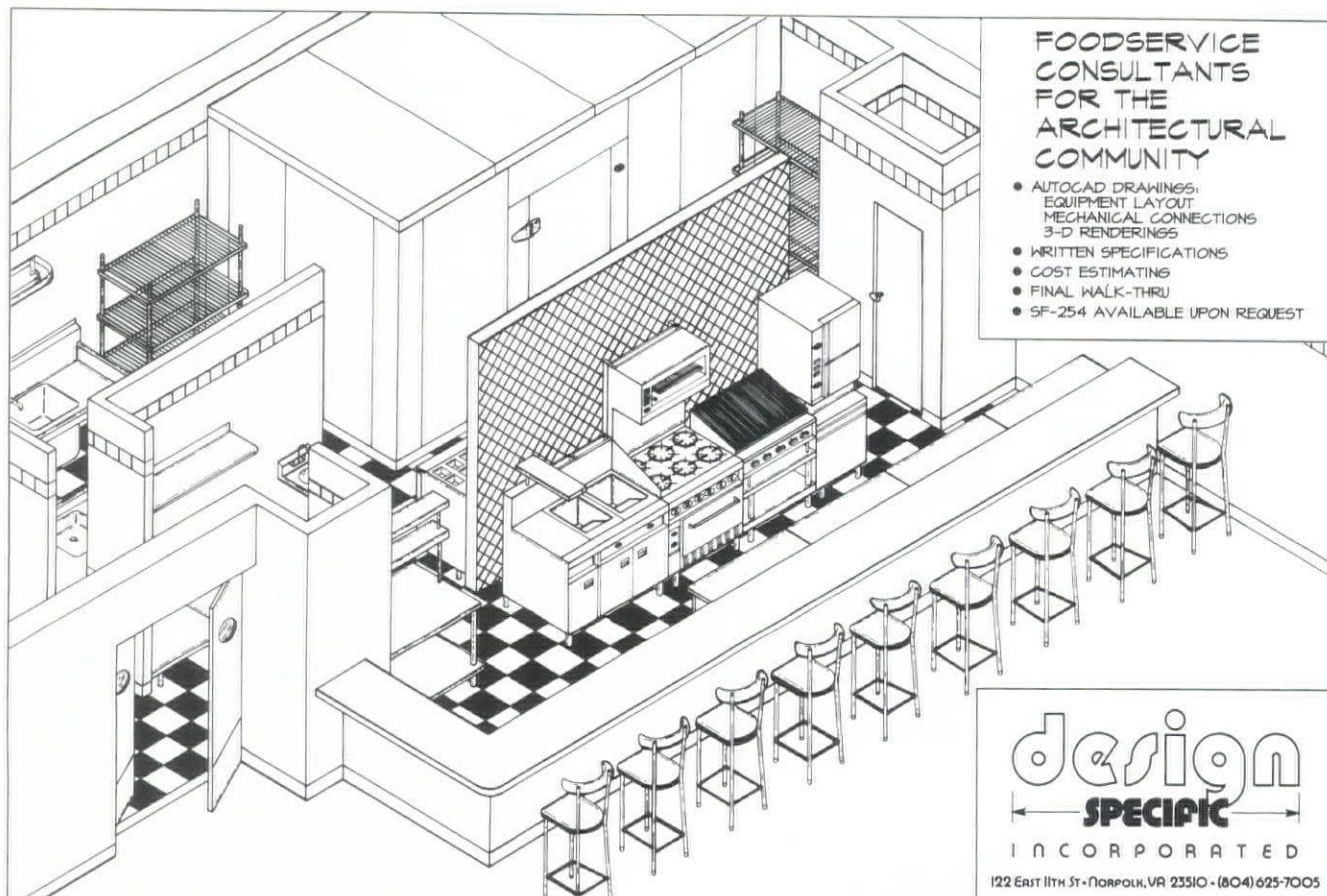 FOODSERVICE
CONSULTANTS
FOR THE
ARCHITECTURAL
COMMUNITY
• AUTOCAD DRAWINGS:
EQUIPMENT LAYOUT
MECHANICAL CONNECTIONS
3-D RENDERINGS
• WRITTEN SPECIFICATIONS
• COST ESTIMATING
• FINAL WALK-THRU
• SF-254 AVAILABLE UPON REQUEST
design
SPECIFIC
INCORPORATED
122 EAST 11TH ST • NORFOLK, VA 23510 • (804) 625-7005